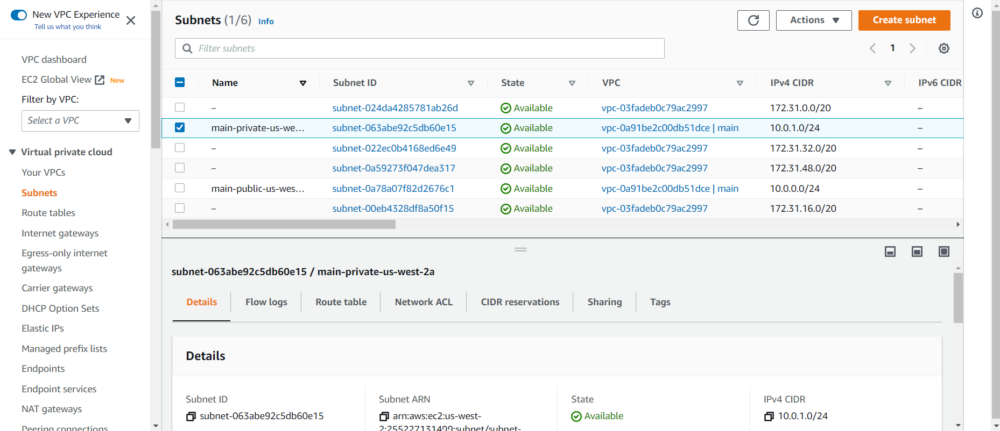 New VPC Experience
Tell us what you think
VPC dashboard
EC2 Global View New
Filter by VPC:
Select a VPC
Virtual private cloud
Your VPCs
Subnets
Route tables
Internet gateways
Egress-only internet
gateways
Carrier gateways
DHCP Option Sets
Elastic IPs
Managed prefix lists
Endpoints
Endpoint services
NAT gateways
Peering connections
Subnets (1/6) Info
Actions
Create subnet
Filter subnets
1
Name Subnet ID State VPC IPv4 CIDR IPv6 CIDR
– subnet-024da4285781ab26d Available vpc-03fadeb0c79ac2997 172.31.0.0/20 –
main-private-us-we... subnet-063abe92c5db60e15 Available vpc-0a91be2c00db51dce | main 10.0.1.0/24 –
– subnet-022ec0b4168ed6e49 Available vpc-03fadeb0c79ac2997 172.31.32.0/20 –
– subnet-0a59273f047dea317 Available vpc-03fadeb0c79ac2997 172.31.48.0/20 –
main-public-us-wes... subnet-0a78a07f82d2676c1 Available vpc-0a91be2c00db51dce | main 10.0.0.0/24 –
– subnet-00eb4328df8a50f15 Available vpc-03fadeb0c79ac2997 172.31.16.0/20 –
subnet-063abe92c5db60e15 / main-private-us-west-2a
Details Flow logs Route table Network ACL CIDR reservations Sharing Tags
Details
Subnet ID
subnet-063abe92c5db60e15
Subnet ARN
arn:aws:ec2:us-west-
2:255227131499:subnet/subnet-
State
Available
IPv4 CIDR
10.0.1.0/24